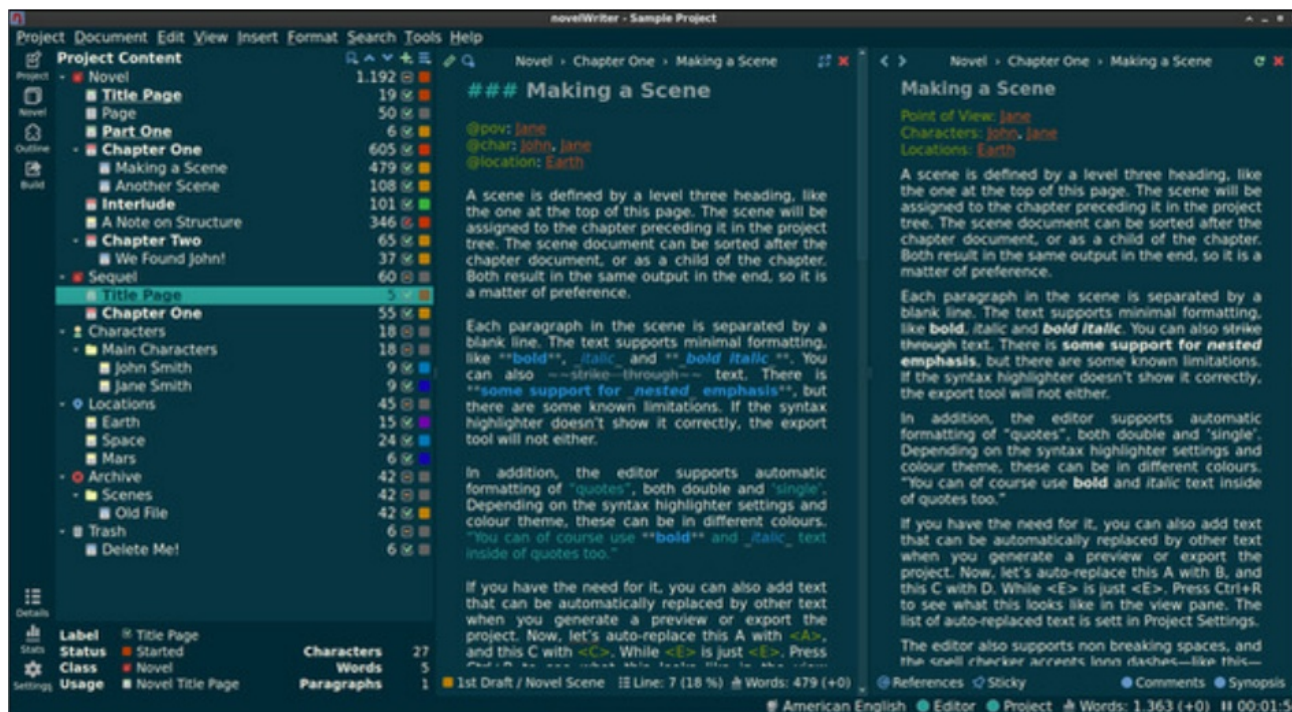 novelWriter - Sample Project
Project Document Edit View Insert Format Search Tools Help
Project
Novel
Outline
Build
Details
Stats
Settings
Project Content
Novel 1.192
Title Page 19
Page 50
Part One 6
Chapter One 605
Making a Scene 479
Another Scene 108
Interlude 101
A Note on Structure 346
Chapter Two 65
We Found John! 37
Sequel 60
Title Page 5
Chapter One 55
Characters 18
Main Characters 18
John Smith 9
Jane Smith 9
Locations 45
Earth 15
Space 24
Mars 6
Archive 42
Scenes 42
Old File 42
Trash 6
Delete Me! 6
Label Title Page
Status Started Characters 27
Class Novel Words 5
Usage Novel Title Page Paragraphs 1
Novel › Chapter One › Making a Scene
### Making a Scene
@pov: Jane
@char: John, Jane
@location: Earth
A scene is defined by a level three heading, like
the one at the top of this page. The scene will be
assigned to the chapter preceding it in the project
tree. The scene document can be sorted after the
chapter document, or as a child of the chapter.
Both result in the same output in the end, so it is
a matter of preference.
Each paragraph in the scene is separated by a
blank line. The text supports minimal formatting,
like **bold**, _italic_ and **_bold italic_**. You
can also ~~strike through~~ text. There is
**some support for _nested_ emphasis**, but
there are some known limitations. If the syntax
highlighter doesn't show it correctly, the export
tool will not either.
In addition, the editor supports automatic
formatting of “quotes”, both double and ‘single’.
Depending on the syntax highlighter settings and
colour theme, these can be in different colours.
“You can of course use **bold** and _italic_ text
inside of quotes too.”
If you have the need for it, you can also add text
that can be automatically replaced by other text
when you generate a preview or export the
project. Now, let's auto-replace this A with <A>,
and this C with <C>. While <E> is just <E>. Press
Ctrl+R to see what this looks like in the view
1st Draft / Novel Scene Line: 7 (18 %) Words: 479 (+0)
Novel › Chapter One › Making a Scene
Making a Scene
Point of View: Jane
Characters: John, Jane
Locations: Earth
A scene is defined by a level three heading, like
the one at the top of this page. The scene will be
assigned to the chapter preceding it in the project
tree. The scene document can be sorted after the
chapter document, or as a child of the chapter.
Both result in the same output in the end, so it is a
matter of preference.
Each paragraph in the scene is separated by a
blank line. The text supports minimal formatting,
like bold, italic and bold italic. You can also strike
through text. There is some support for nested
emphasis, but there are some known limitations.
If the syntax highlighter doesn't show it correctly,
the export tool will not either.
In addition, the editor supports automatic
formatting of “quotes”, both double and ‘single’.
Depending on the syntax highlighter settings and
colour theme, these can be in different colours.
“You can of course use bold and italic text inside
of quotes too.”
If you have the need for it, you can also add text
that can be automatically replaced by other text
when you generate a preview or export the
project. Now, let's auto-replace this A with B, and
this C with D. While <E> is just <E>. Press Ctrl+R
to see what this looks like in the view pane. The
list of auto-replaced text is sett in Project Settings.
The editor also supports non breaking spaces, and
the spell checker accepts long dashes—like this—
References Sticky Comments Synopsis
American English Editor Project Words: 1.363 (+0) 00:01:5